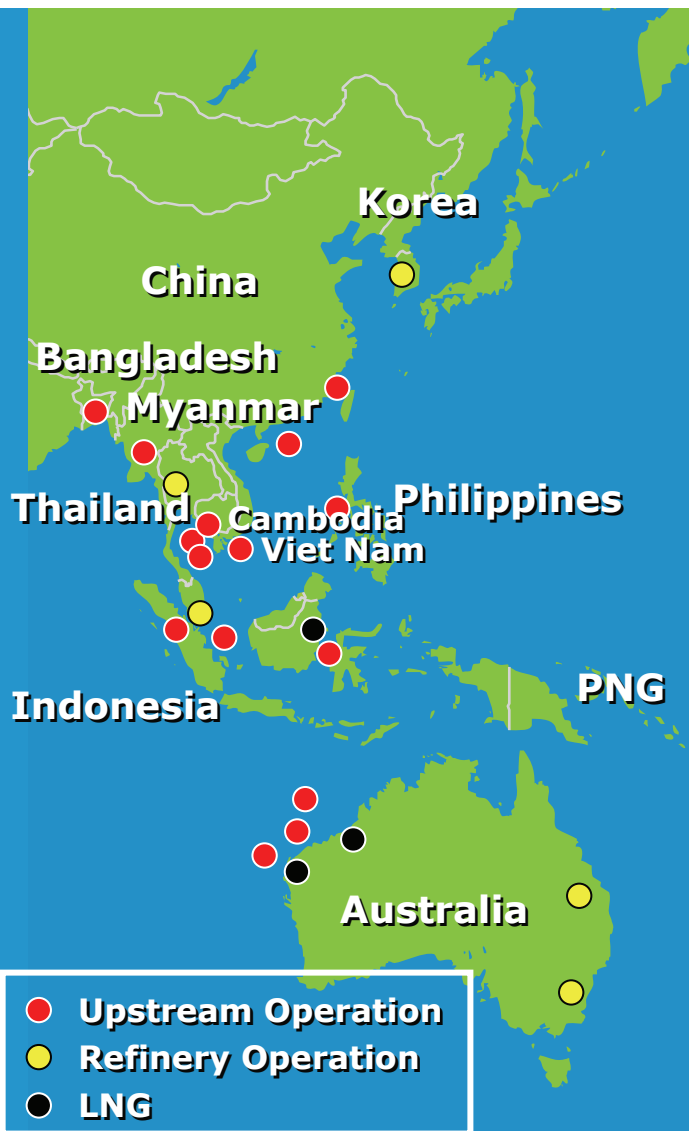 Korea
China
Bangladesh
Myanmar
Philippines
Thailand
Cambodia
Viet Nam
PNG
Indonesia
Australia
Upstream Operation
Refinery Operation
LNG